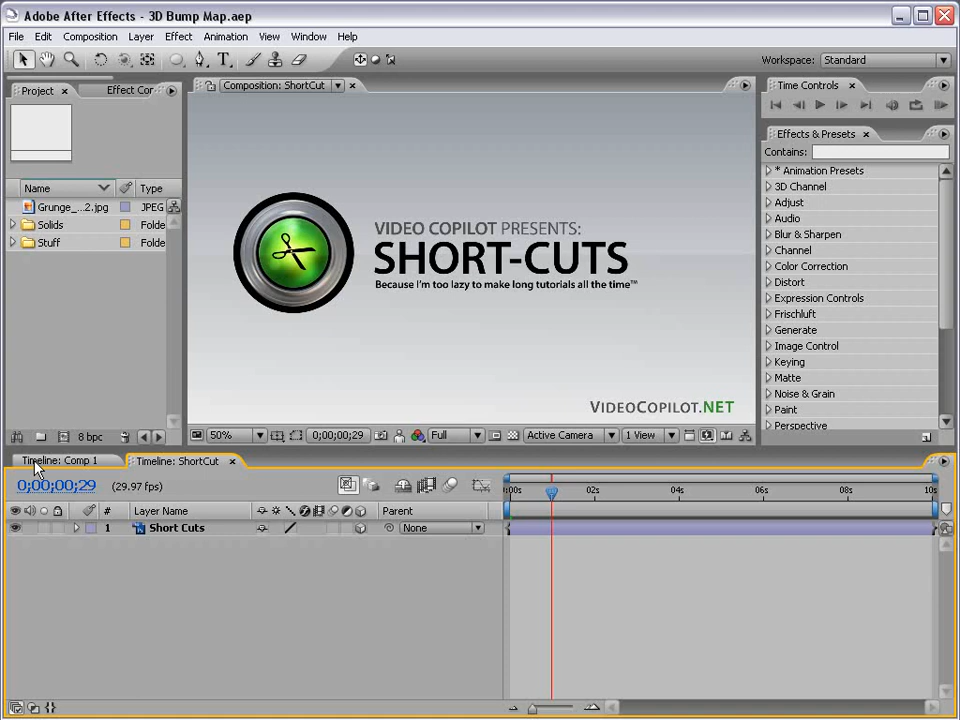 Adobe After Effects - 3D Bump Map.aep
File Edit Composition Layer Effect Animation View Window Help
Workspace: Standard
Project
Effect Cor
Composition: ShortCut
Time Controls
Effects & Presets
Contains:
Name Type
Grunge_...2.jpg JPEG
Solids Folde
Stuff Folde
* Animation Presets
3D Channel
Adjust
Audio
Blur & Sharpen
Channel
Color Correction
Distort
Expression Controls
Frischluft
Generate
Image Control
Keying
Matte
Noise & Grain
Paint
Perspective
VIDEO COPILOT PRESENTS:
SHORT-CUTS
Because I'm too lazy to make long tutorials all the time™
VIDEOCOPILOT.NET
8 bpc
50% 0;00;00;29 Full Active Camera 1 View
Timeline: Comp 1 Timeline: ShortCut
0;00;00;29 (29.97 fps)
:00s 02s 04s 06s 08s 10s
# Layer Name Parent
1 Short Cuts None